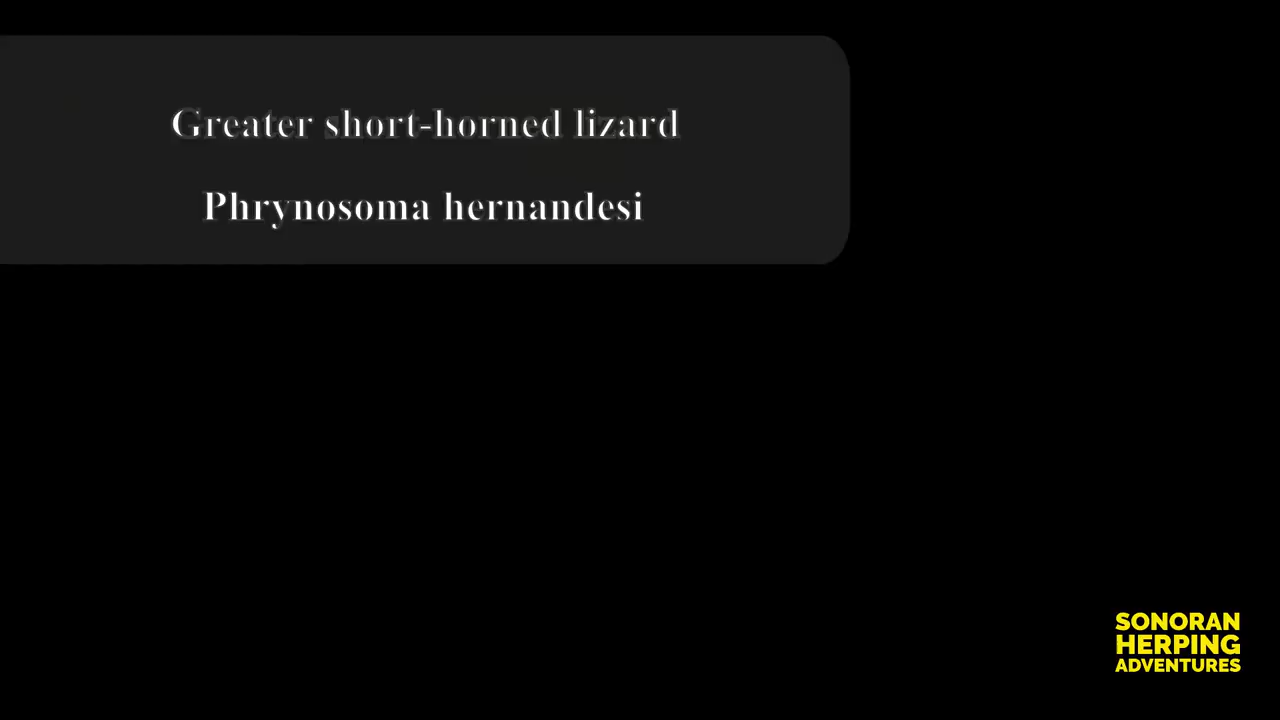 Greater short-horned lizard
Phrynosoma hernandesi
SONORAN
HERPING
ADVENTURES